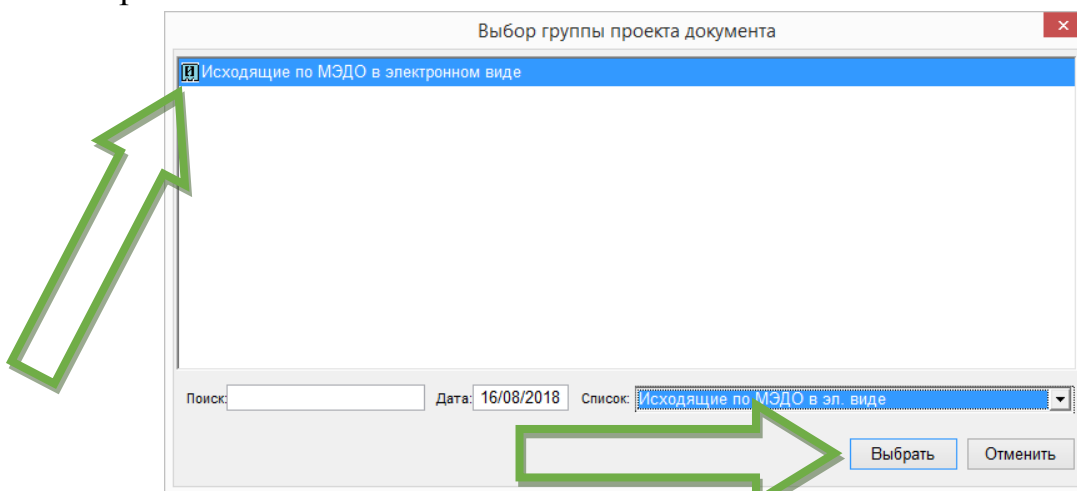 Выбор группы проекта документа
Исходящие по МЭДО в электронном виде
Поиск: Дата: 16/08/2018 Список: Исходящие по МЭДО в эл. виде
Выбрать Отменить